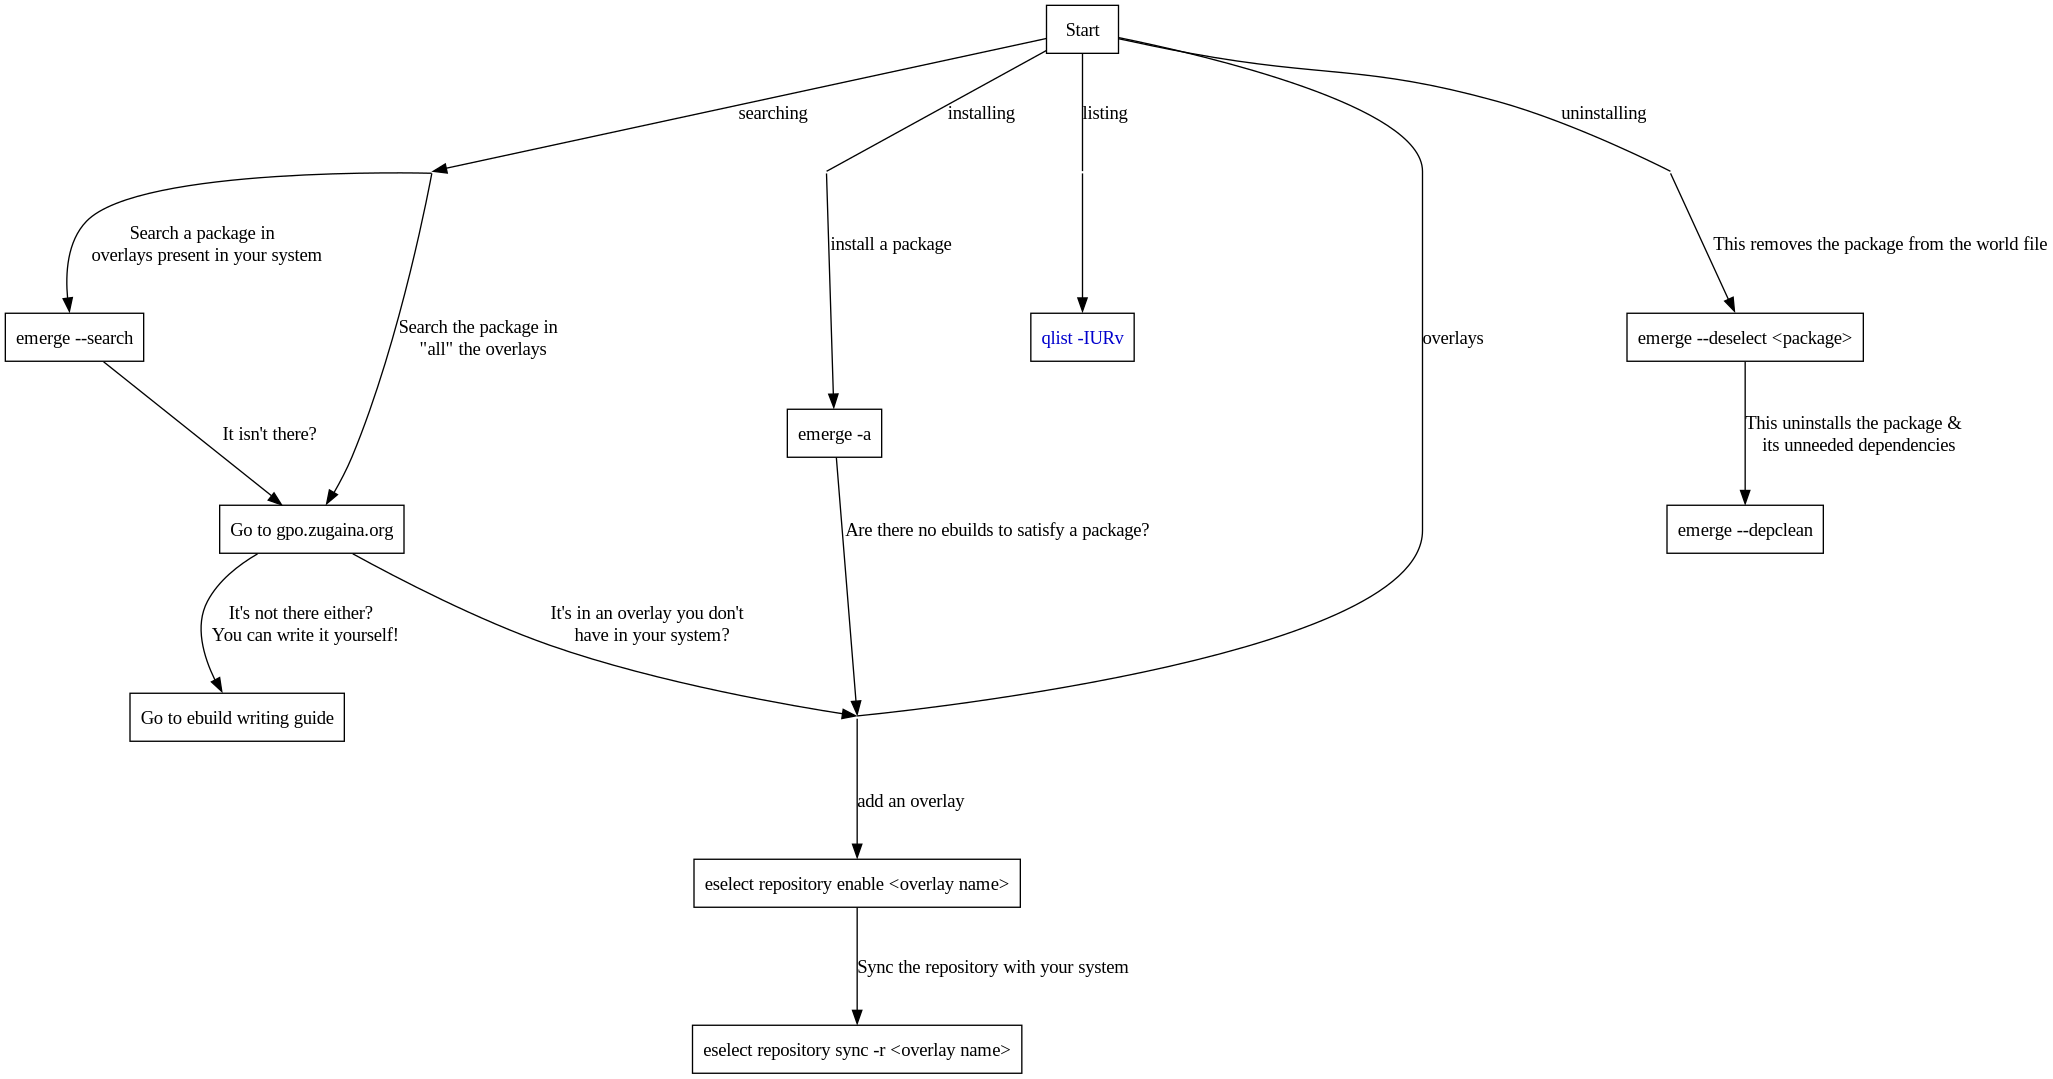 Start
searching
installing
listing
uninstalling
Search a package in
overlays present in your system
install a package
This removes the package from the world file
emerge --search
Search the package in
"all" the overlays
qlist -IURv
overlays
emerge --deselect <package>
It isn't there?
emerge -a
This uninstalls the package &
its unneeded dependencies
Go to gpo.zugaina.org
Are there no ebuilds to satisfy a package?
emerge --depclean
It's not there either?
You can write it yourself!
It's in an overlay you don't
have in your system?
Go to ebuild writing guide
add an overlay
eselect repository enable <overlay name>
Sync the repository with your system
eselect repository sync -r <overlay name>